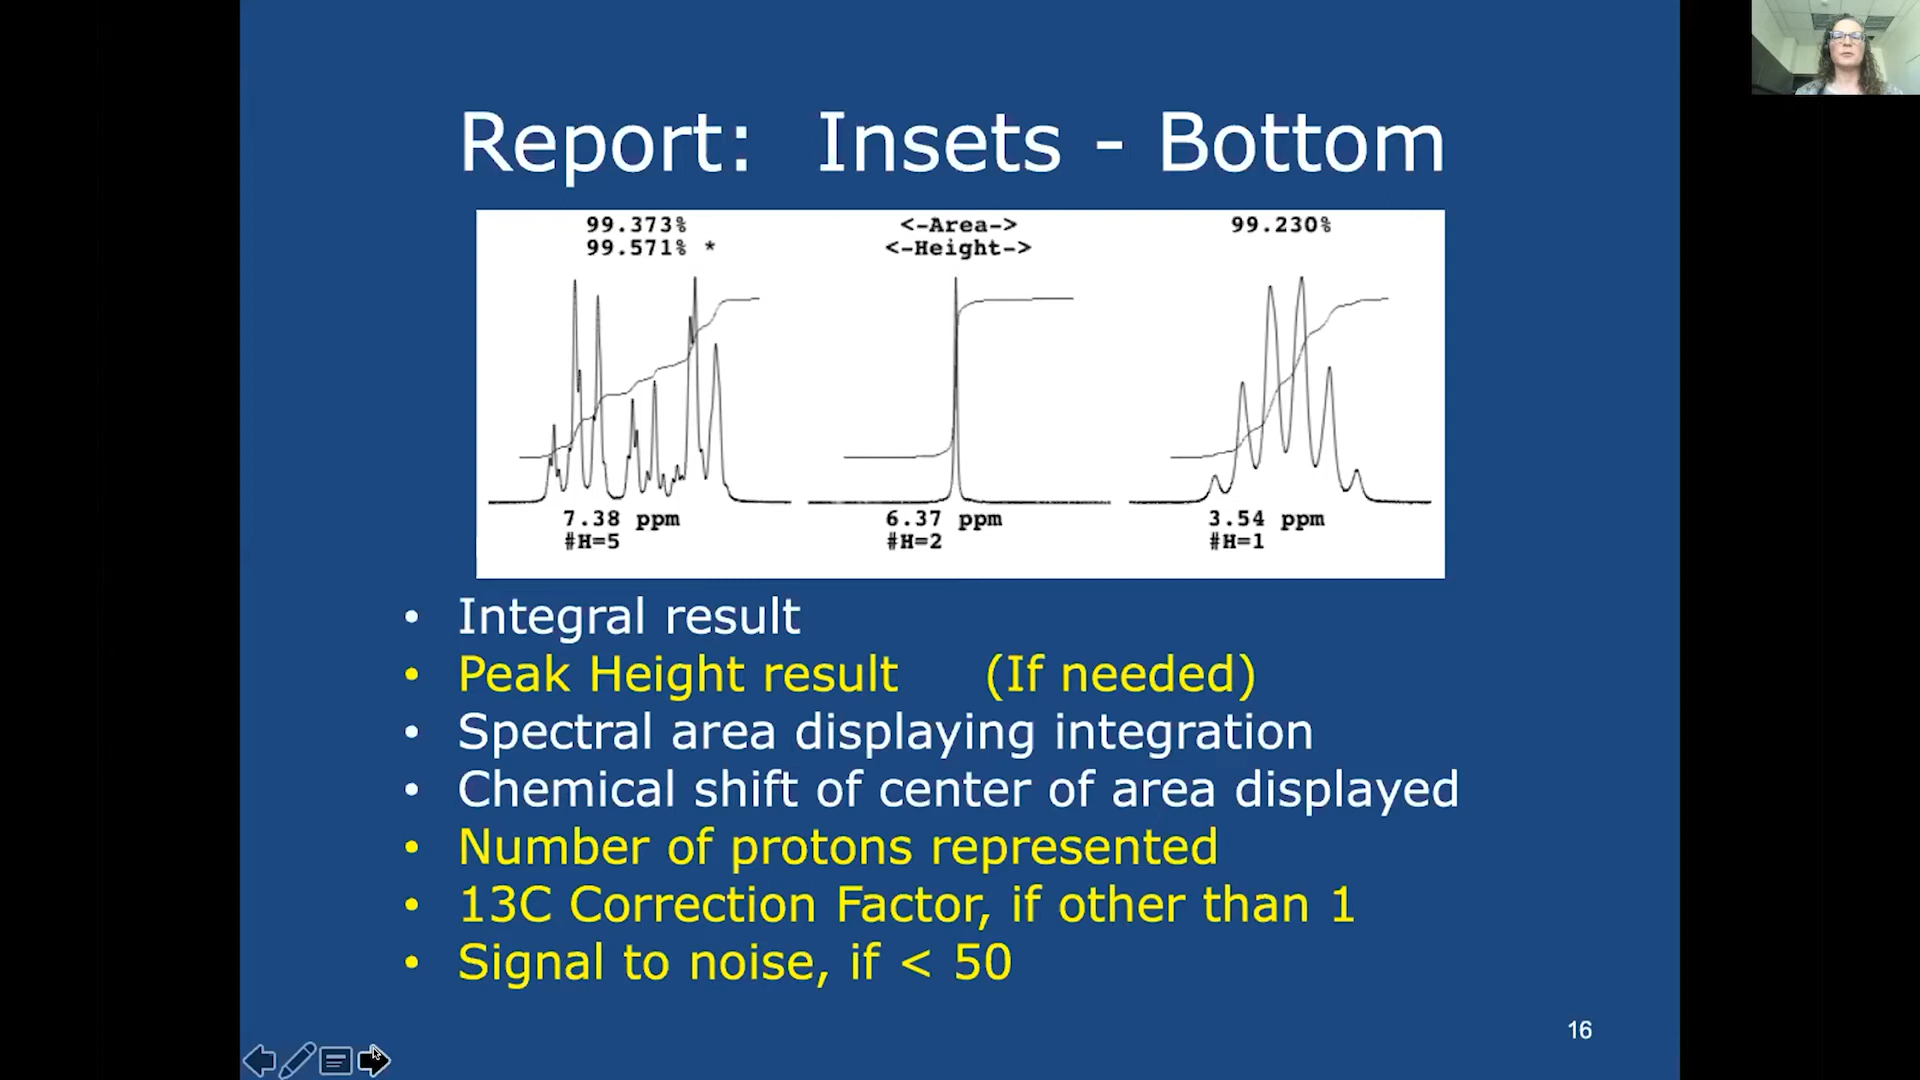 Report: Insets - Bottom
99.373% <-Area-> 99.230%
99.571% * <-Height->
7.38 ppm 6.37 ppm 3.54 ppm
#H=5 #H=2 #H=1
• Integral result
• Peak Height result (If needed)
• Spectral area displaying integration
• Chemical shift of center of area displayed
• Number of protons represented
• 13C Correction Factor, if other than 1
• Signal to noise, if < 50
16